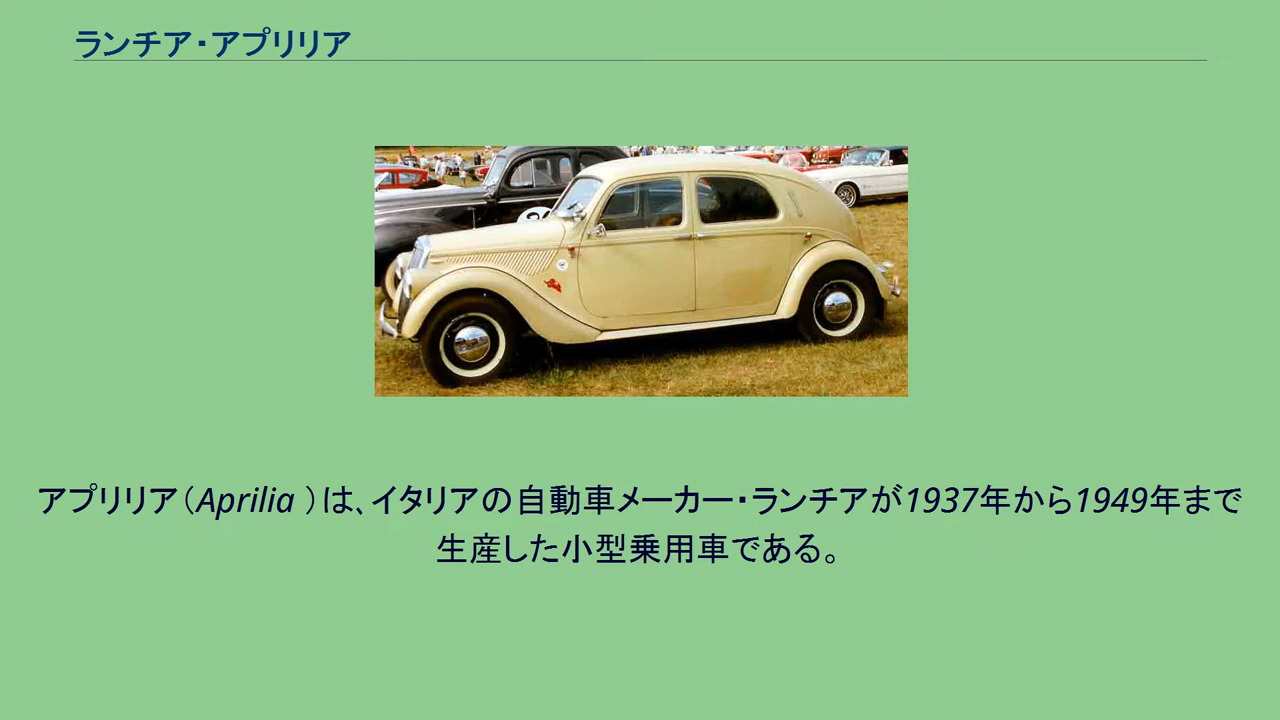 ランチア・アプリリア
アプリリア（Aprilia ）は、イタリアの自動車メーカー・ランチアが1937年から1949年まで
生産した小型乗用車である。